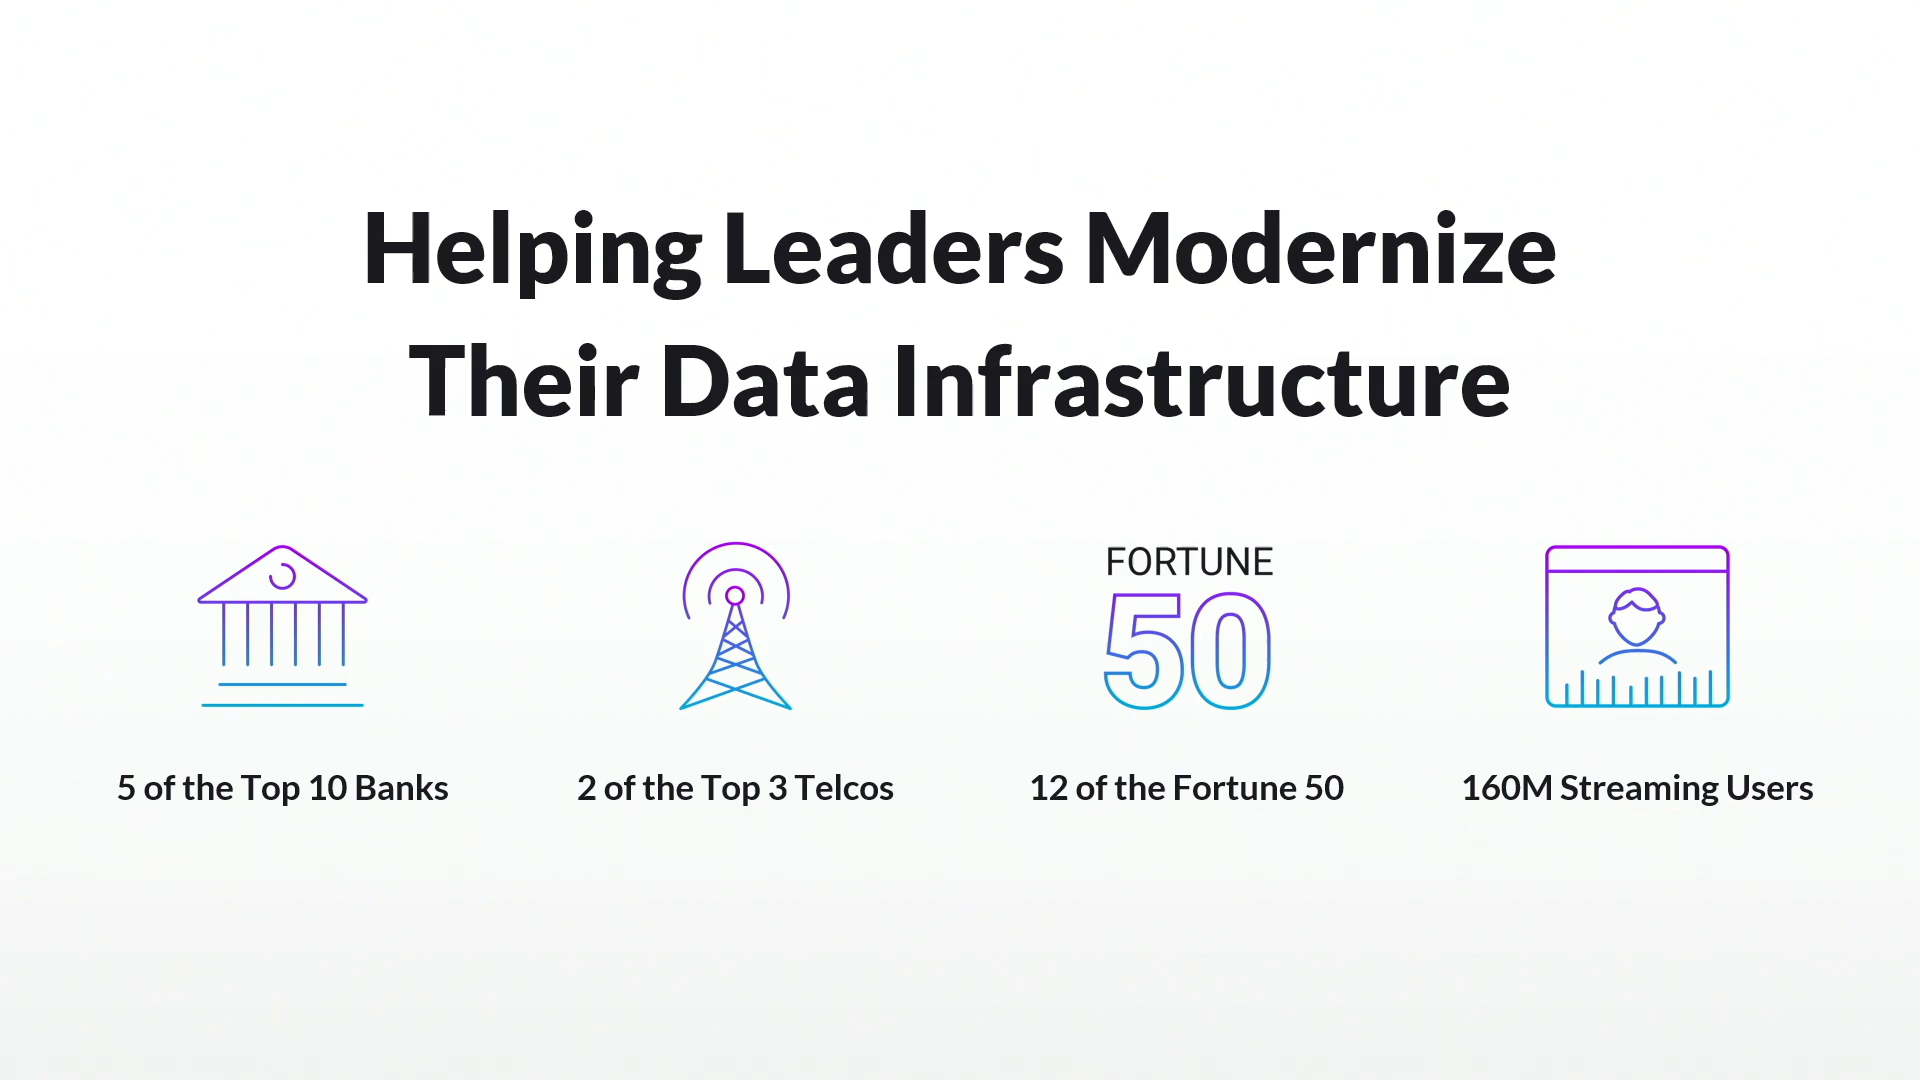 Helping Leaders Modernize
Their Data Infrastructure
FORTUNE
50
5 of the Top 10 Banks
2 of the Top 3 Telcos
12 of the Fortune 50
160M Streaming Users